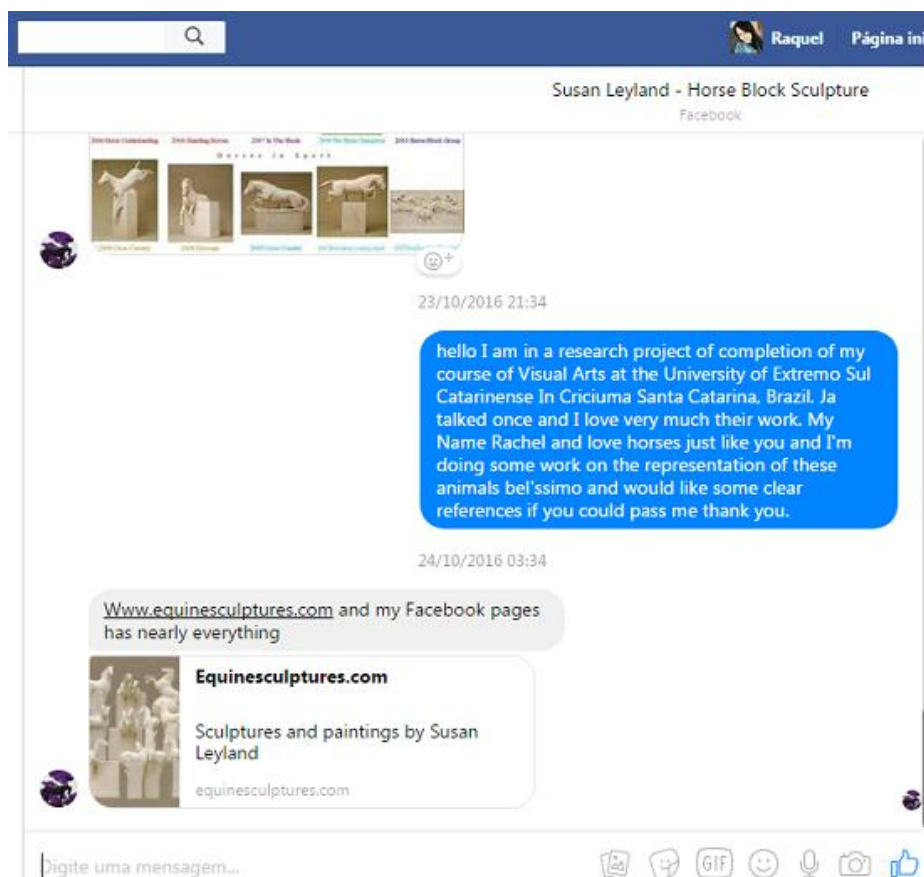 Raquel Página ini
Susan Leyland - Horse Block Sculpture
Facebook
2007 In The Book
Horses in Sport
23/10/2016 21:34
hello I am in a research project of completion of my
course of Visual Arts at the University of Extremo Sul
Catarinense In Criciuma Santa Catarina, Brazil. Ja
talked once and I love very much their work. My
Name Rachel and love horses just like you and I'm
doing some work on the representation of these
animals bel'ssimo and would like some clear
references if you could pass me thank you.
24/10/2016 03:34
Www.equinesculptures.com and my Facebook pages
has nearly everything
Equinesculptures.com
Sculptures and paintings by Susan
Leyland
equinesculptures.com
Digite uma mensagem...
GIF